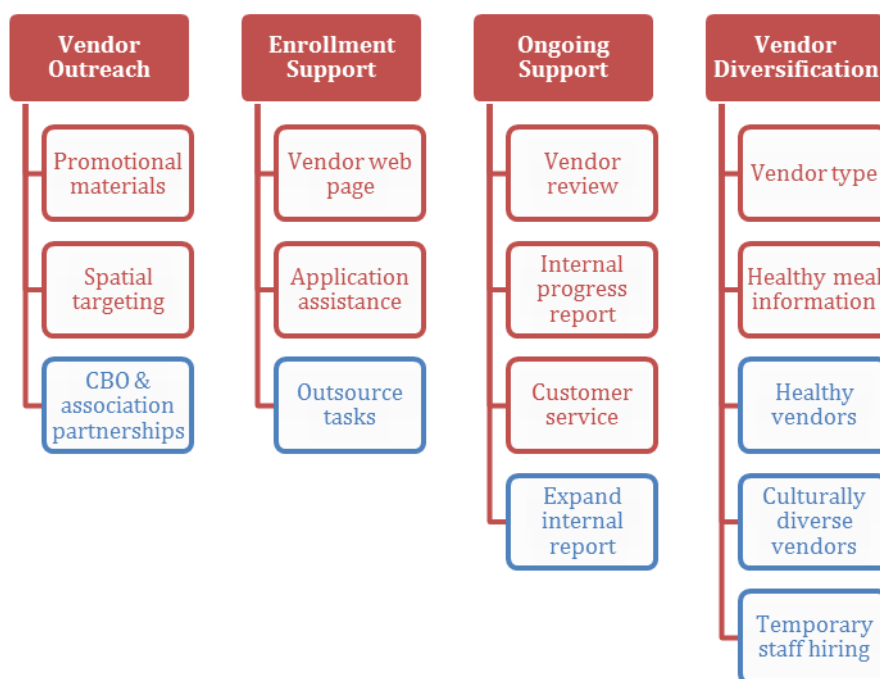 Vendor
Outreach
Promotional
materials
Spatial
targeting
CBO &
association
partnerships
Enrollment
Support
Vendor web
page
Application
assistance
Outsource
tasks
Ongoing
Support
Vendor
review
Internal
progress
report
Customer
service
Expand
internal
report
Vendor
Diversification
Vendor type
Healthy meal
information
Healthy
vendors
Culturally
diverse
vendors
Temporary
staff hiring